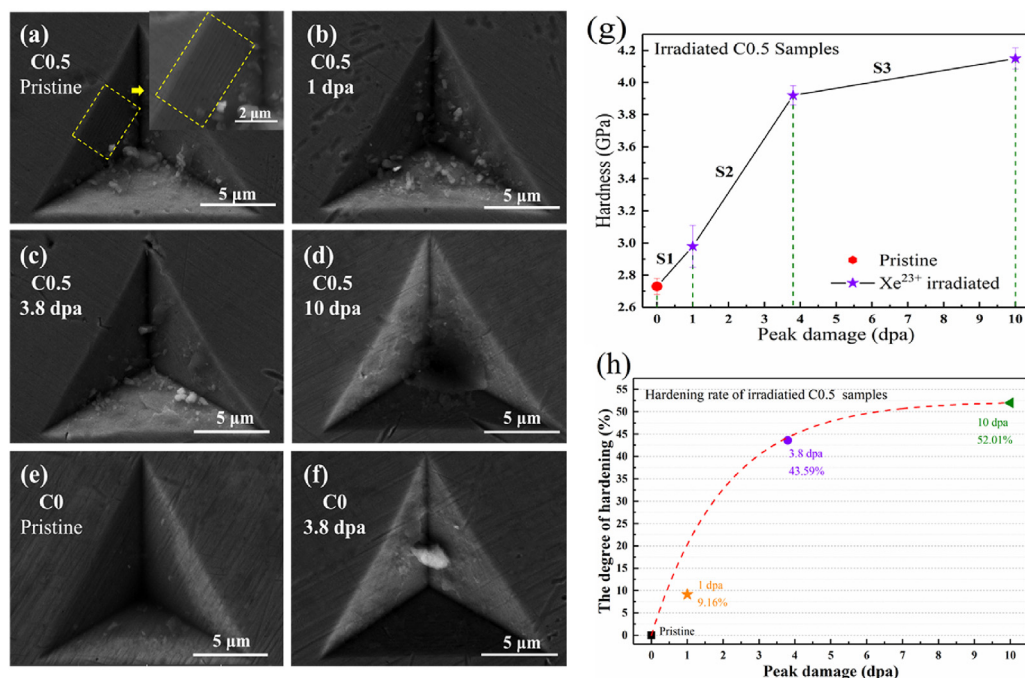 (a)
C0.5
Pristine
2 μm
5 μm
(b)
C0.5
1 dpa
5 μm
(c)
C0.5
3.8 dpa
5 μm
(d)
C0.5
10 dpa
5 μm
(e)
C0
Pristine
5 μm
(f)
C0
3.8 dpa
5 μm
(g)
Irradiated C0.5 Samples
Hardness (GPa)
4.2
4.0
3.8
3.6
3.4
3.2
3.0
2.8
2.6
S1
S2
S3
Pristine
Xe23+ irradiated
0 1 2 3 4 5 6 7 8 9 10
Peak damage (dpa)
(h)
Hardening rate of irradiatied C0.5 samples
The degree of hardening (%)
55
50
45
40
35
30
25
20
15
10
5
0
10 dpa
52.01%
3.8 dpa
43.59%
1 dpa
9.16%
Pristine
0 1 2 3 4 5 6 7 8 9 10
Peak damage (dpa)